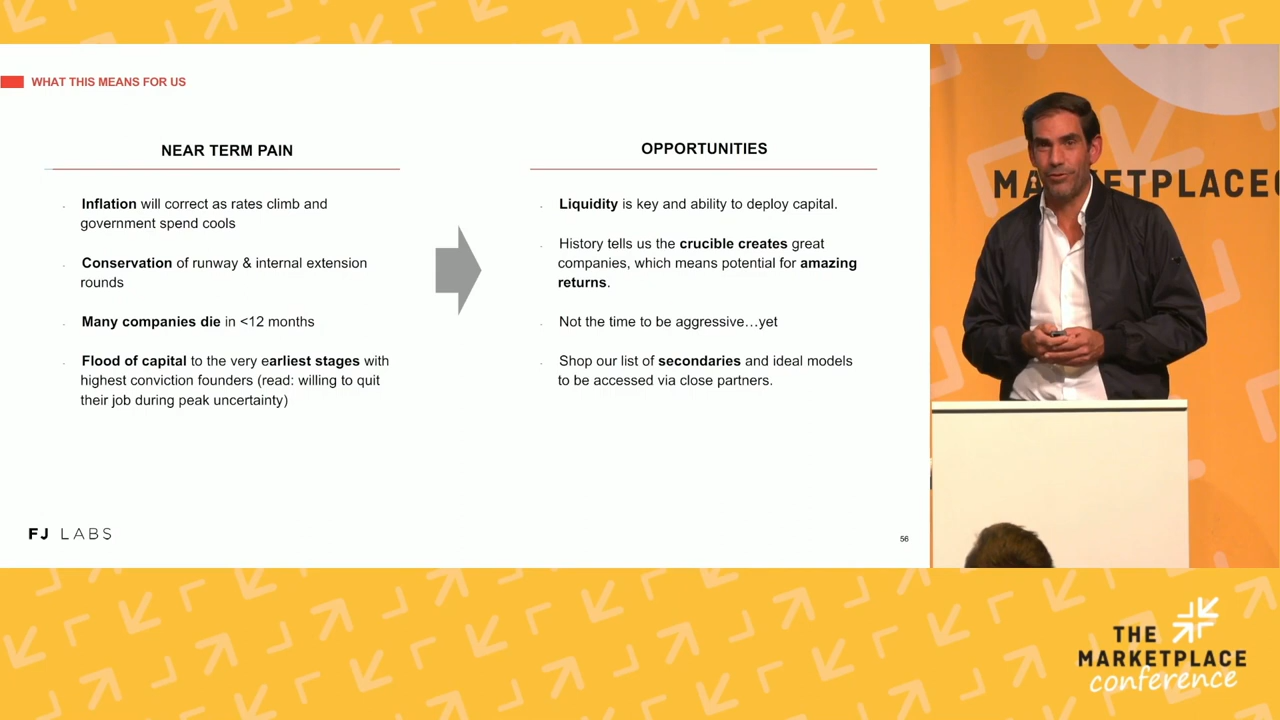 WHAT THIS MEANS FOR US
NEAR TERM PAIN
Inflation will correct as rates climb and
government spend cools
Conservation of runway & internal extension
rounds
Many companies die in <12 months
Flood of capital to the very earliest stages with
highest conviction founders (read: willing to quit
their job during peak uncertainty)
OPPORTUNITIES
Liquidity is key and ability to deploy capital.
History tells us the crucible creates great
companies, which means potential for amazing
returns.
Not the time to be aggressive…yet
Shop our list of secondaries and ideal models
to be accessed via close partners.
FJ LABS
56
MARKETPLACE
THE
MARKETPLACE
conference